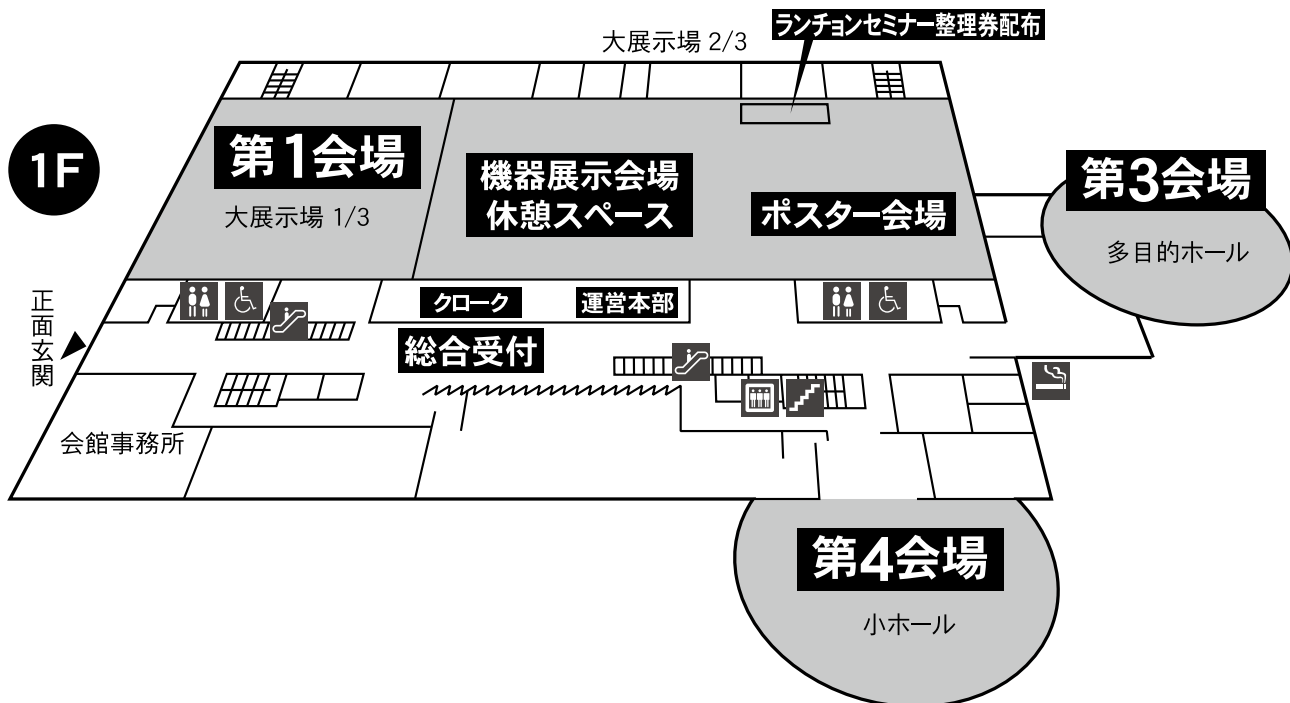 ランチョンセミナー整理券配布
大展示場 2/3
1F
第1会場
大展示場 1/3
機器展示会場
休憩スペース
ポスター会場
第3会場
多目的ホール
正面玄関
クローク
運営本部
総合受付
会館事務所
第4会場
小ホール